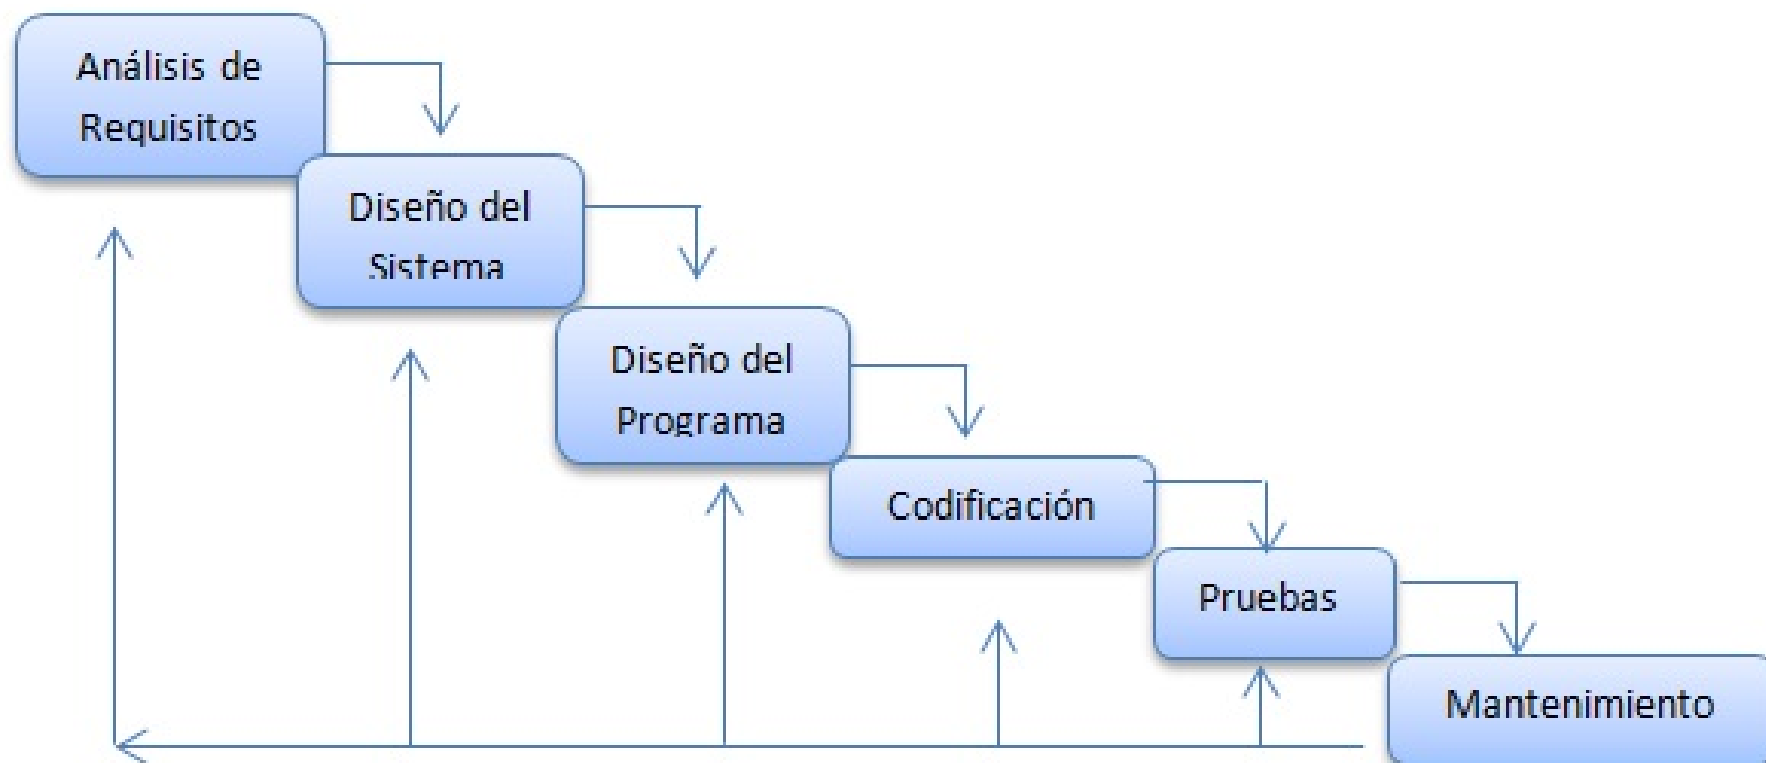 Análisis de
Requisitos
Diseño del
Sistema
Diseño del
Programa
Codificación
Pruebas
Mantenimiento